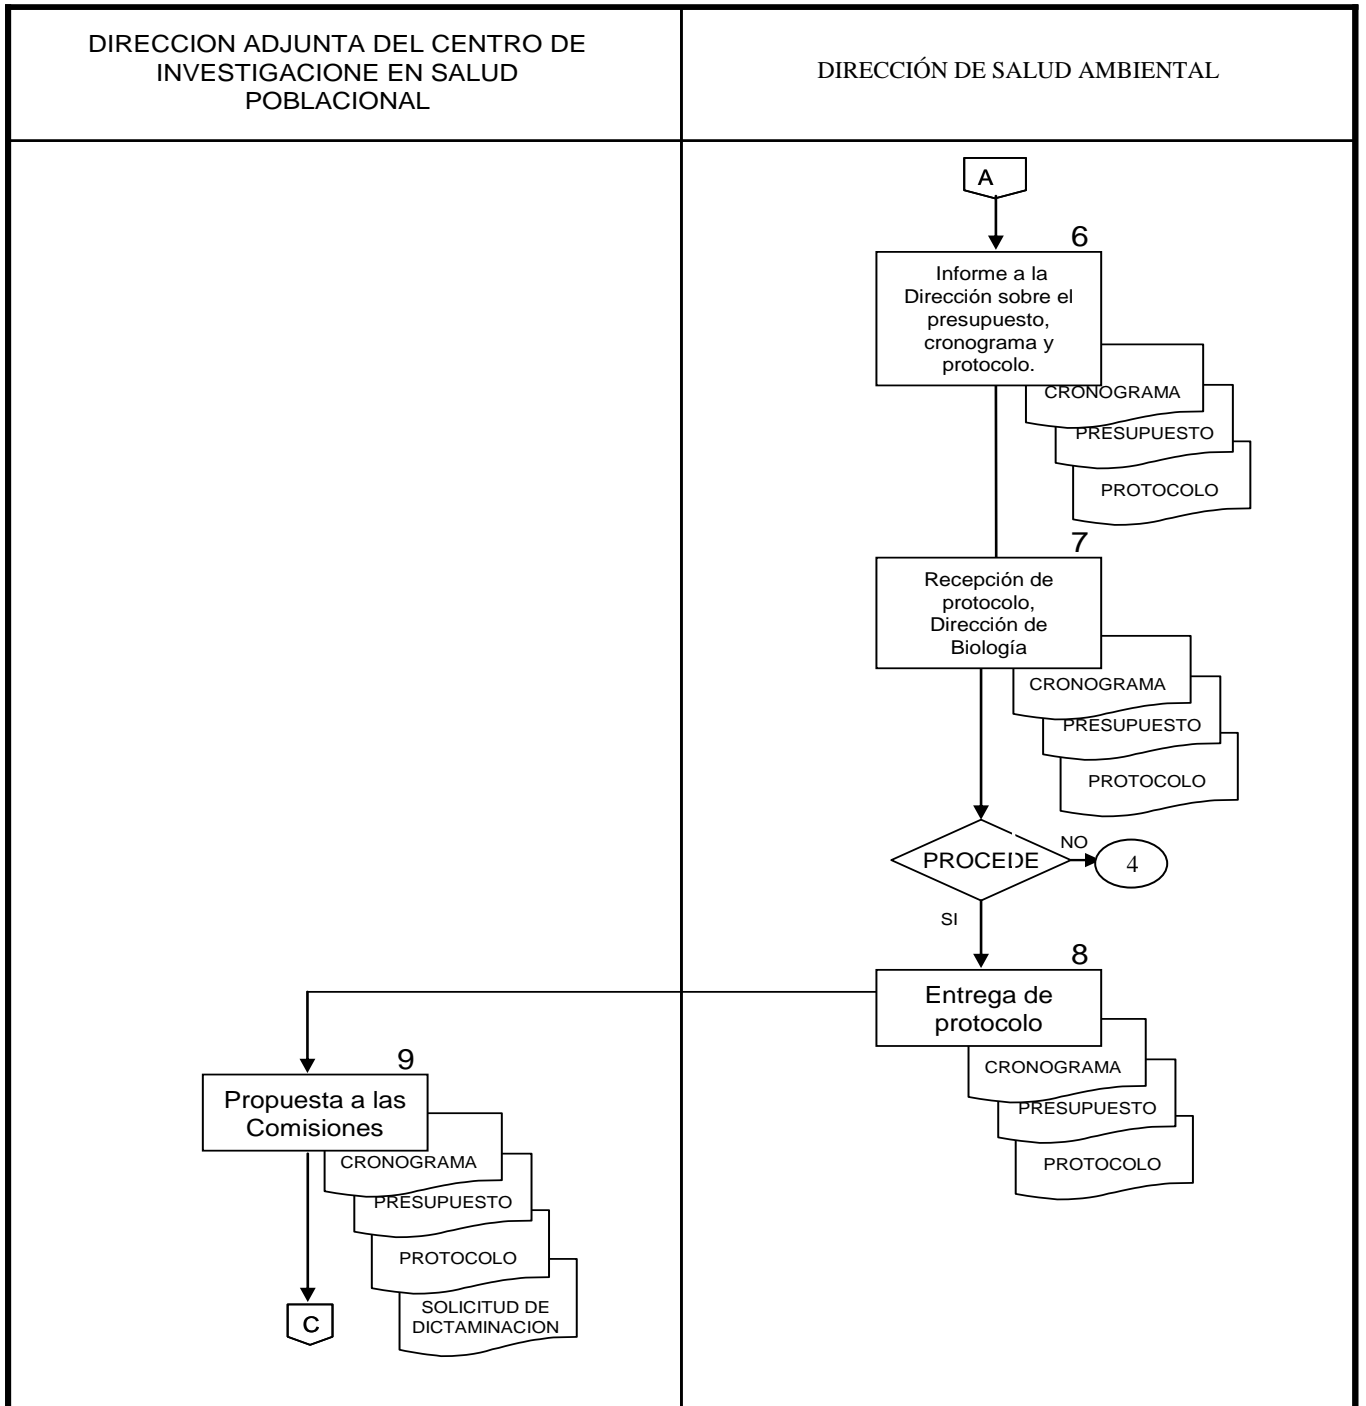 DIRECCION ADJUNTA DEL CENTRO DE
INVESTIGACIONE EN SALUD
POBLACIONAL
DIRECCIÓN DE SALUD AMBIENTAL
A
6
Informe a la
Dirección sobre el
presupuesto,
cronograma y
protocolo.
CRONOGRAMA
PRESUPUESTO
PROTOCOLO
7
Recepción de
protocolo,
Dirección de
Biología
CRONOGRAMA
PRESUPUESTO
PROTOCOLO
PROCEDE
NO
4
SI
8
Entrega de
protocolo
CRONOGRAMA
PRESUPUESTO
PROTOCOLO
9
Propuesta a las
Comisiones
CRONOGRAMA
PRESUPUESTO
PROTOCOLO
SOLICITUD DE
DICTAMINACION
C